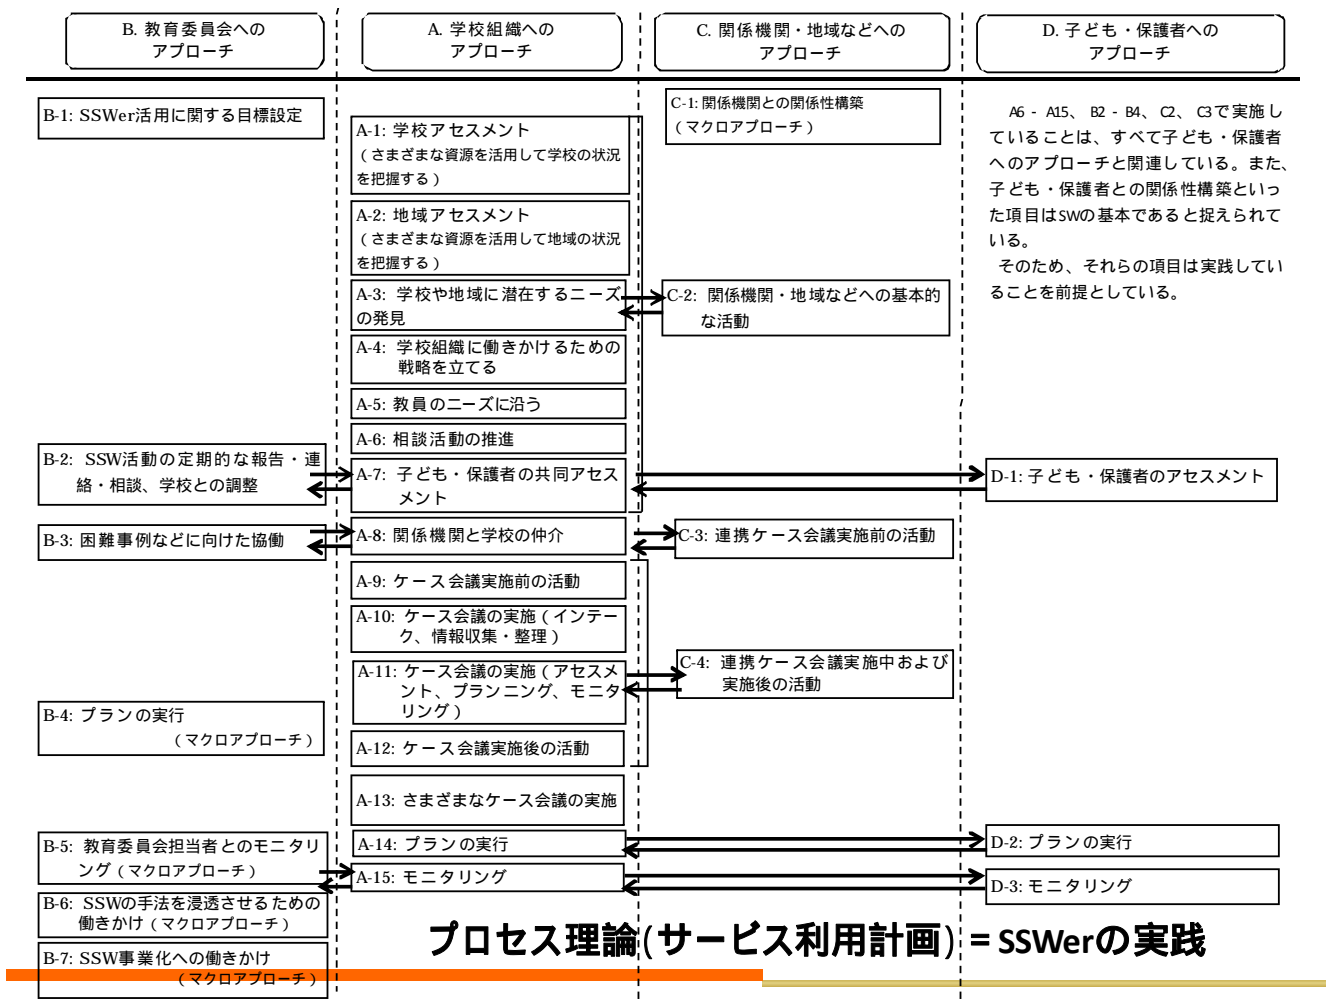 B. 教育委員会への
アプローチ
A. 学校組織への
アプローチ
C. 関係機関・地域などへの
アプローチ
D. 子ども・保護者への
アプローチ
B-1: SSWer活用に関する目標設定
B-2: SSW活動の定期的な報告・連
絡・相談、学校との調整
B-3: 困難事例などに向けた協働
B-4: プランの実行
（マクロアプローチ）
B-5: 教育委員会担当者とのモニタリ
ング（マクロアプローチ）
B-6: SSWの手法を浸透させるための
働きかけ（マクロアプローチ）
B-7: SSW事業化への働きかけ
（マクロアプローチ）
A-1: 学校アセスメント
（さまざまな資源を活用して学校の状況
を把握する）
A-2: 地域アセスメント
（さまざまな資源を活用して地域の状況
を把握する）
A-3: 学校や地域に潜在するニーズ
の発見
A-4: 学校組織に働きかけるための
戦略を立てる
A-5: 教員のニーズに沿う
A-6: 相談活動の推進
A-7: 子ども・保護者の共同アセス
メント
A-8: 関係機関と学校の仲介
A-9: ケース会議実施前の活動
A-10: ケース会議の実施（インテー
ク、情報収集・整理）
A-11: ケース会議の実施（アセスメ
ント、プランニング、モニタ
リング）
A-12: ケース会議実施後の活動
A-13: さまざまなケース会議の実施
A-14: プランの実行
A-15: モニタリング
C-1: 関係機関との関係性構築
（マクロアプローチ）
C-2: 関係機関・地域などへの基本的
な活動
C-3: 連携ケース会議実施前の活動
C-4: 連携ケース会議実施中および
実施後の活動
A6 - A15、B2 - B4、C2、C3で実施し
ていることは、すべて子ども・保護者
へのアプローチと関連している。また、
子ども・保護者との関係性構築といっ
た項目はSWの基本であると捉えられて
いる。
そのため、それらの項目は実践してい
ることを前提としている。
D-1: 子ども・保護者のアセスメント
D-2: プランの実行
D-3: モニタリング
プロセス理論(サービス利用計画) = SSWerの実践